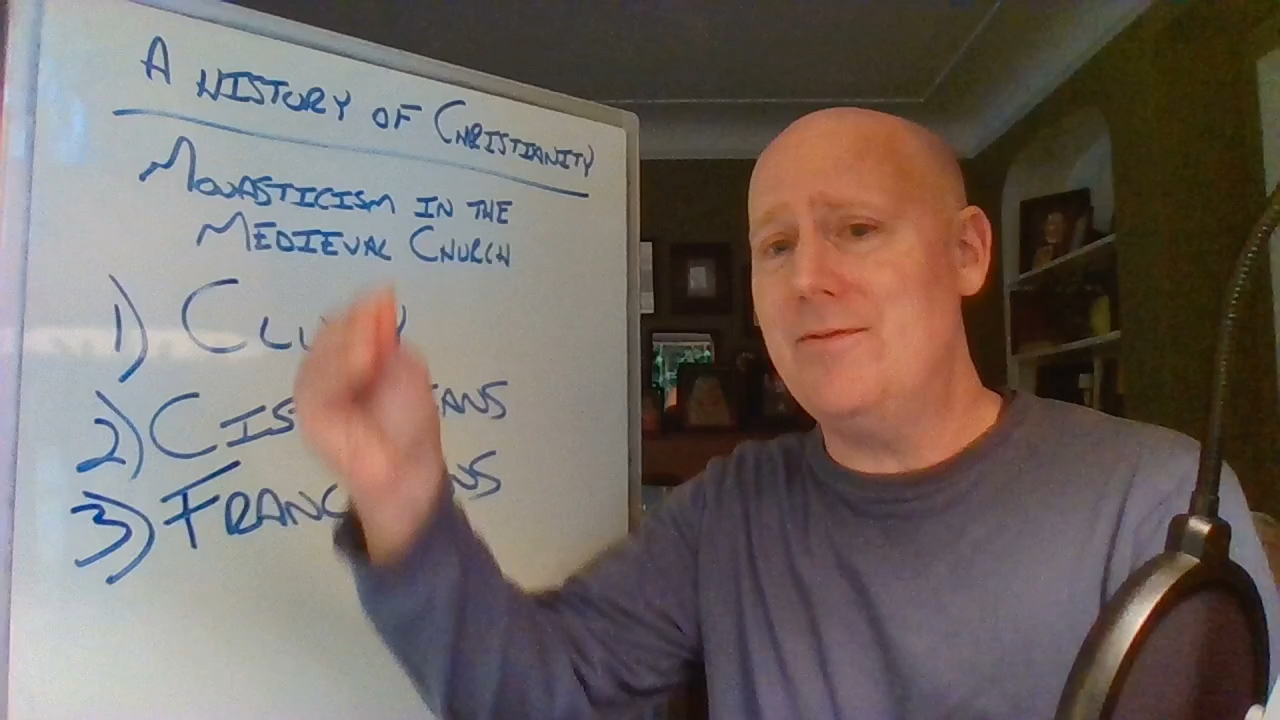 A HISTORY OF CHRISTIANITY
MONASTICISM IN THE
MEDIEVAL CHURCH
1)
2)
3)